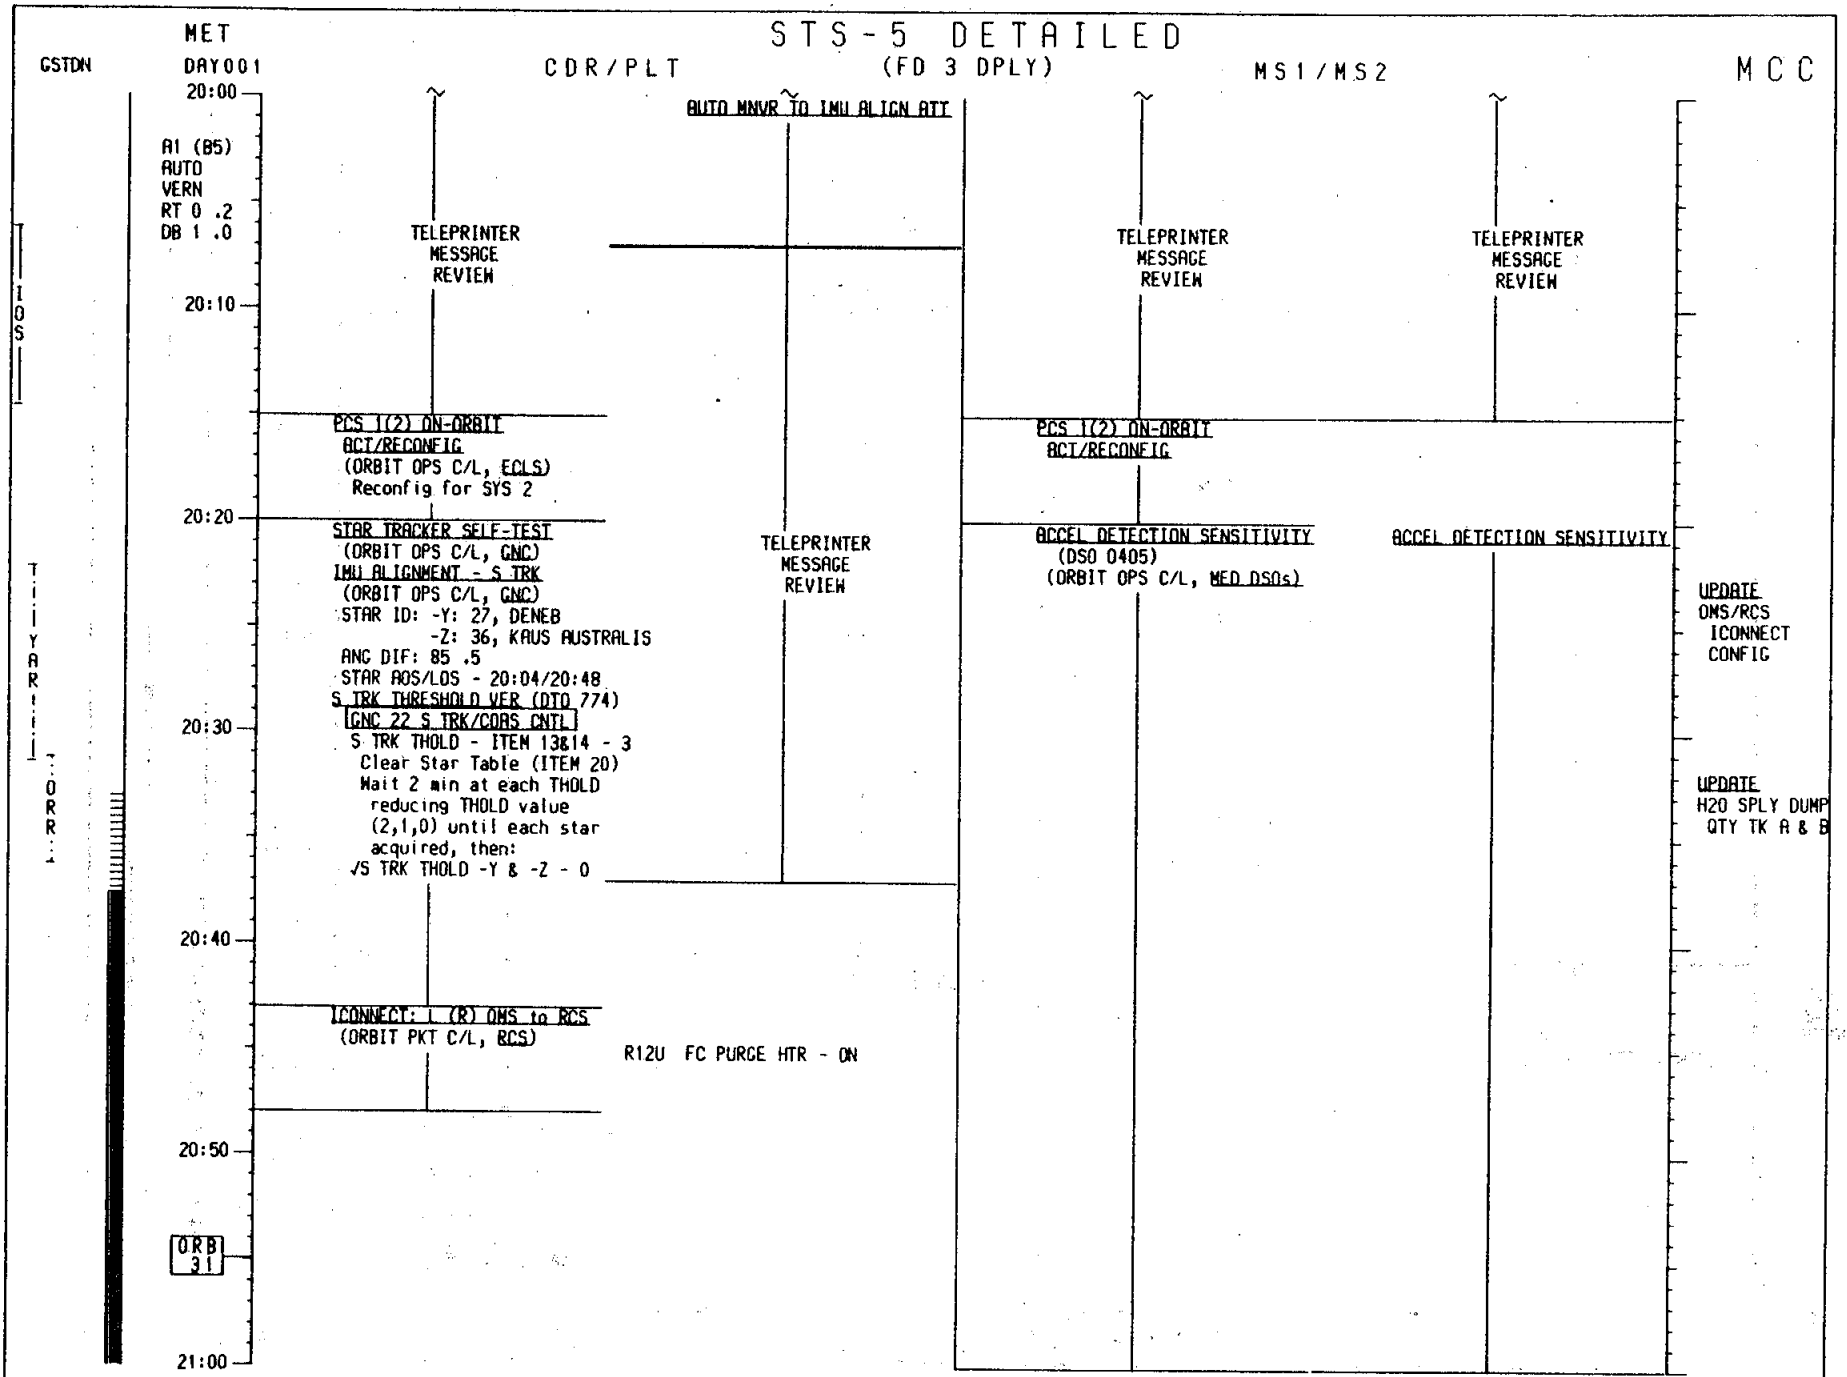 STS-5 DETAILED
(FD 3 DPLY)
GSTDN
MET
DAY001
CDR/PLT
MS1/MS2
MCC
20:00
A1 (B5)
AUTO
VERN
RT 0 .2
DB 1 .0
20:10
20:20
20:30
20:40
20:50
ORB
31
21:00
IOS
YAR
ORR
TELEPRINTER
MESSAGE
REVIEW
PCS 1(2) ON-ORBIT
ACT/RECONFIG
(ORBIT OPS C/L, ECLS)
Reconfig for SYS 2
STAR TRACKER SELF-TEST
(ORBIT OPS C/L, GNC)
IMU ALIGNMENT - S TRK
(ORBIT OPS C/L, GNC)
STAR ID: -Y: 27, DENEB
-Z: 36, KAUS AUSTRALIS
ANG DIF: 85 .5
STAR AOS/LOS - 20:04/20:48
S TRK THRESHOLD VER (DTO 774)
GNC 22 S TRK/COAS CNTL
S TRK THOLD - ITEM 13&14 - 3
Clear Star Table (ITEM 20)
Wait 2 min at each THOLD
reducing THOLD value
(2,1,0) until each star
acquired, then:
√S TRK THOLD -Y & -Z - 0
ICONNECT: L (R) OMS to RCS
(ORBIT PKT C/L, RCS)
AUTO MNVR TO IMU ALIGN ATT
TELEPRINTER
MESSAGE
REVIEW
R12U FC PURGE HTR - ON
TELEPRINTER
MESSAGE
REVIEW
PCS 1(2) ON-ORBIT
ACT/RECONFIG
ACCEL DETECTION SENSITIVITY
(DSO 0405)
(ORBIT OPS C/L, MED DSOs)
TELEPRINTER
MESSAGE
REVIEW
ACCEL DETECTION SENSITIVITY
UPDATE
OMS/RCS
ICONNECT
CONFIG
UPDATE
H2O SPLY DUMP
QTY TK A & B